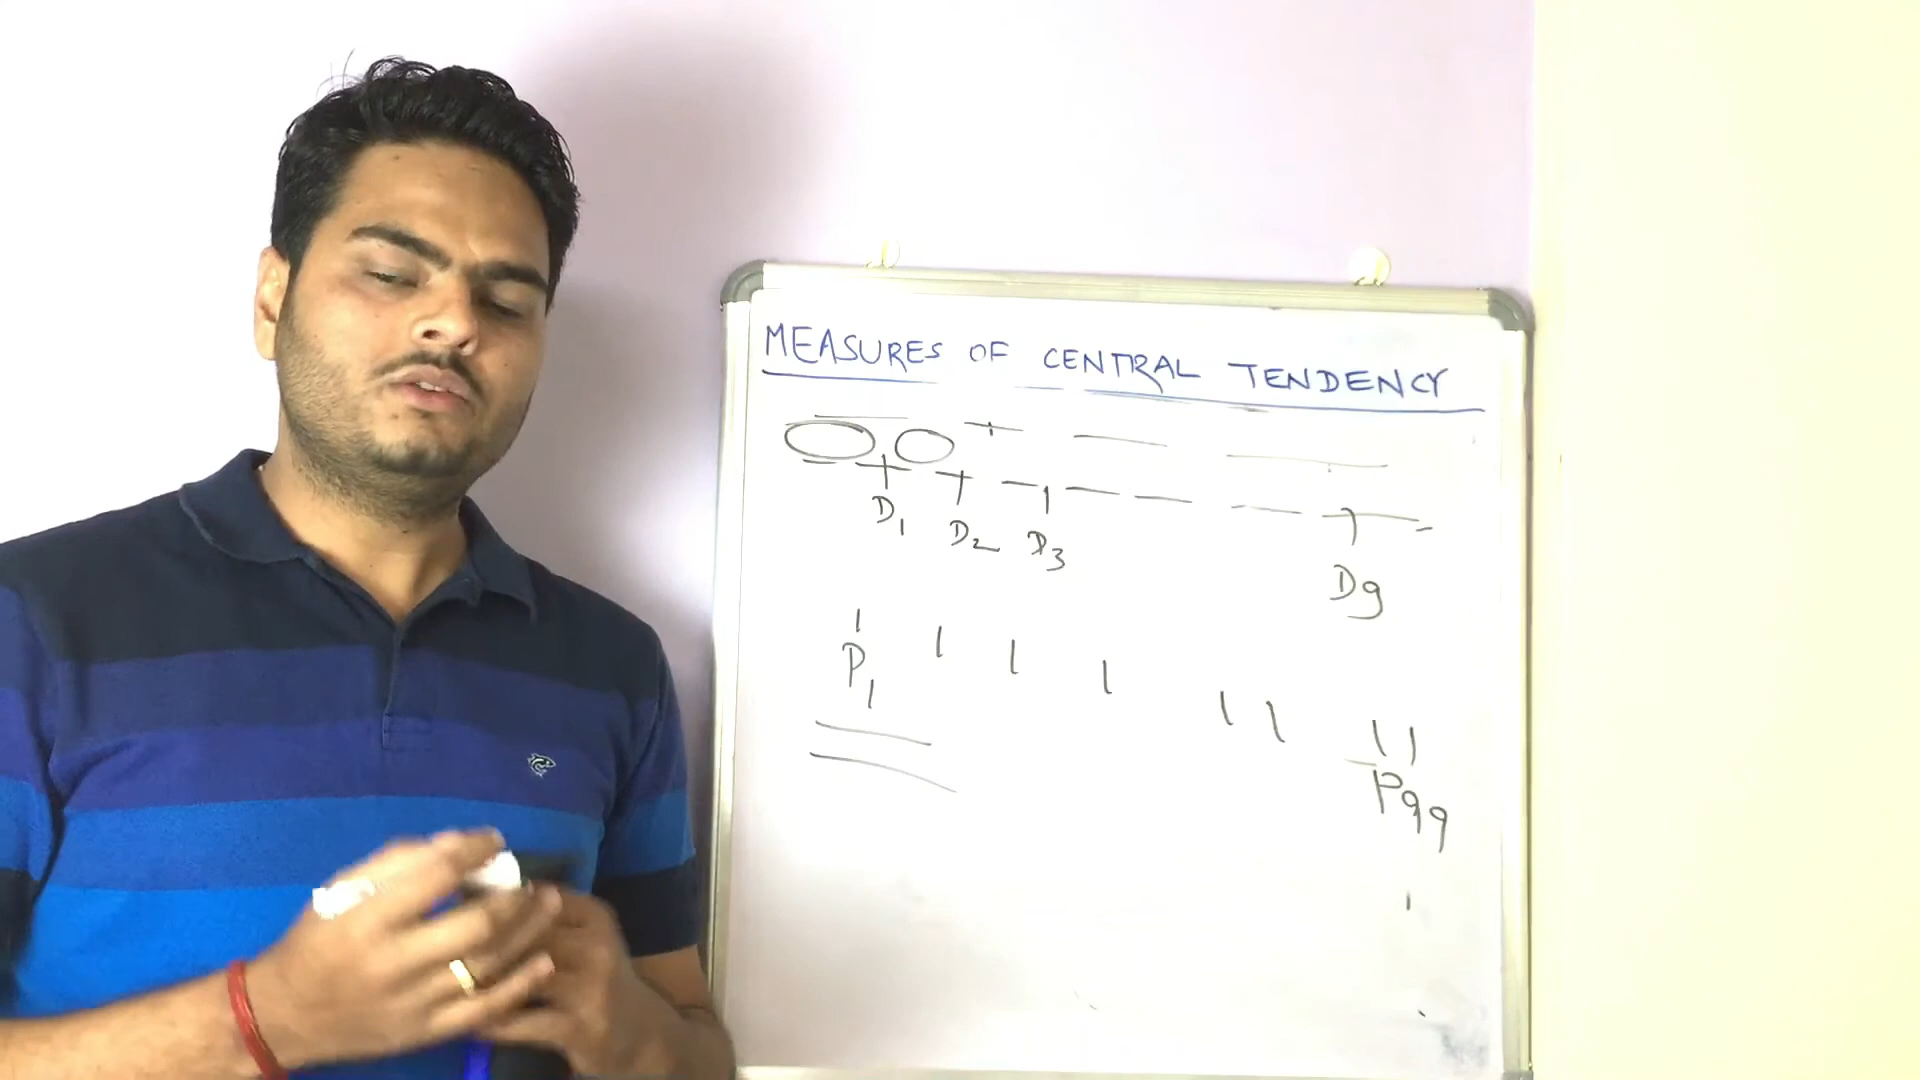 MEASURES OF CENTRAL TENDENCY
D1 D2 D3 D9
P1 P99